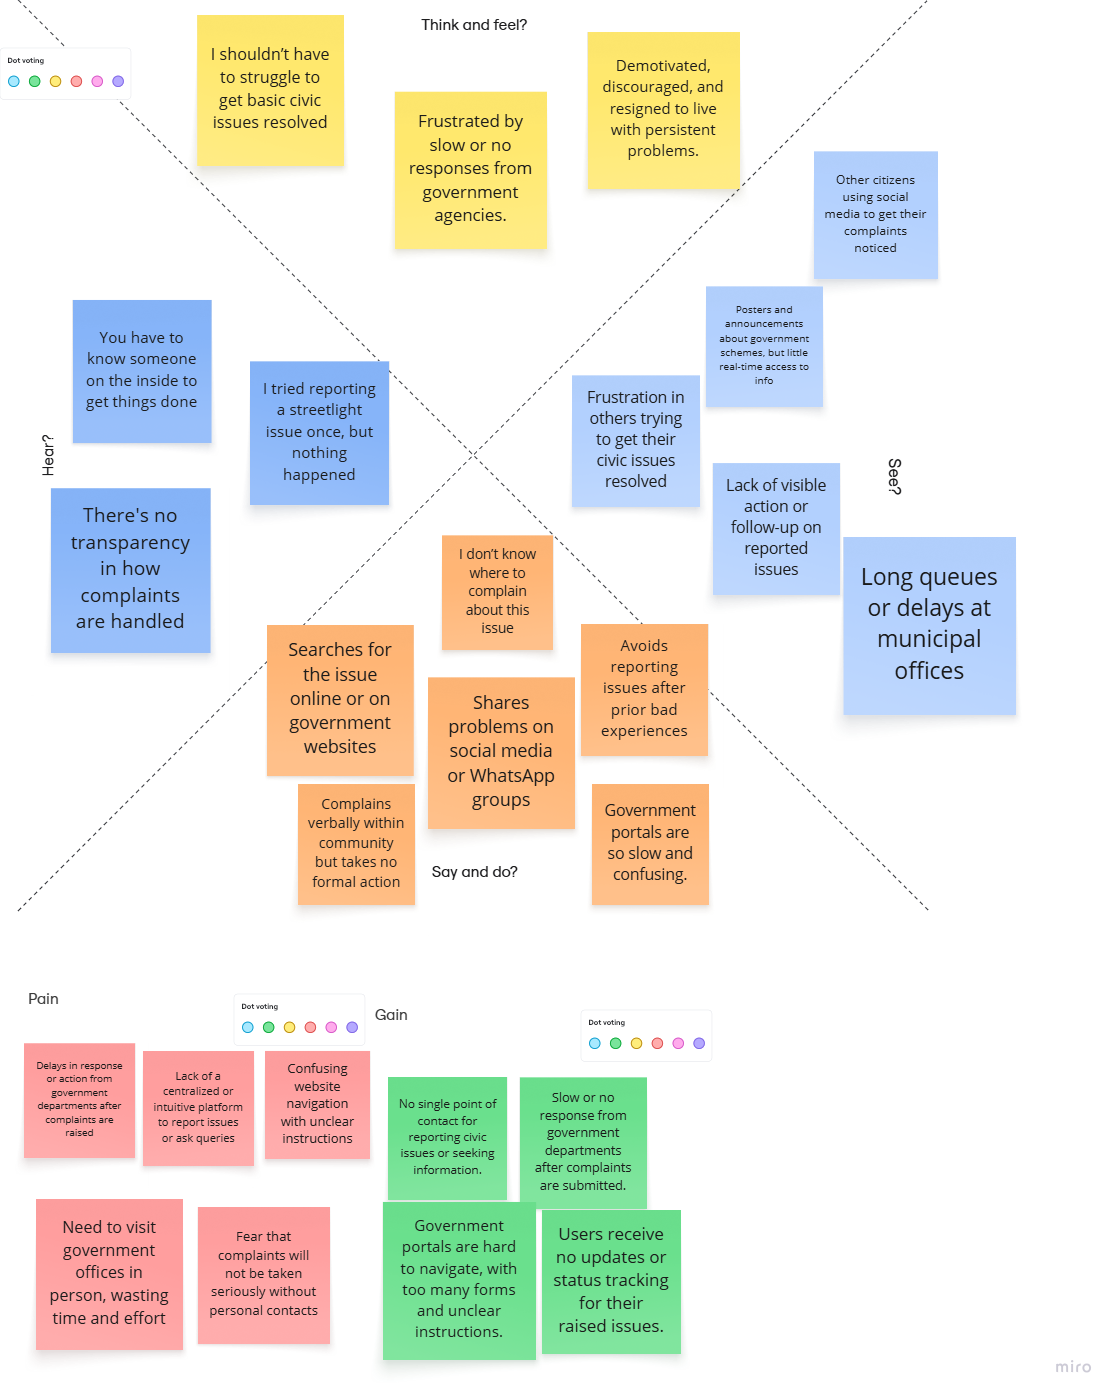 Think and feel?
Dot voting
I shouldn't have
to struggle to
get basic civic
issues resolved
Frustrated by
slow or no
responses from
government
agencies.
Demotivated,
discouraged, and
resigned to live
with persistent
problems.
Other citizens
using social
media to get their
complaints
noticed
Posters and
announcements
about government
schemes, but little
real-time access to
info
Frustration in
others trying
to get their
civic issues
resolved
See?
Lack of visible
action or
follow-up on
reported
issues
Long queues
or delays at
municipal
offices
You have to
know someone
on the inside to
get things done
I tried reporting
a streetlight
issue once, but
nothing
happened
Hear?
There's no
transparency
in how
complaints
are handled
I don't know
where to
complain
about this
issue
Searches for
the issue
online or on
government
websites
Shares
problems on
social media
or WhatsApp
groups
Avoids
reporting
issues after
prior bad
experiences
Complains
verbally within
community
but takes no
formal action
Say and do?
Government
portals are
so slow and
confusing.
Pain
Dot voting
Delays in response
or action from
government
departments after
complaints are
raised
Lack of a
centralized or
intuitive platform
to report issues
or ask queries
Confusing
website
navigation
with unclear
instructions
Need to visit
government
offices in
person, wasting
time and effort
Fear that
complaints will
not be taken
seriously without
personal contacts
Gain
Dot voting
No single point of
contact for
reporting civic
issues or seeking
information.
Slow or no
response from
government
departments
after complaints
are submitted.
Government
portals are hard
to navigate, with
too many forms
and unclear
instructions.
Users receive
no updates or
status tracking
for their
raised issues.
miro